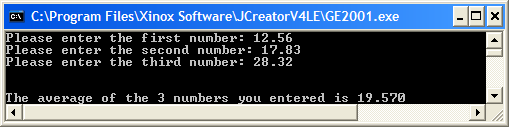 C:\Program Files\Xinox Software\JCreatorV4LE\GE2001.exe
Please enter the first number: 12.56
Please enter the second number: 17.83
Please enter the third number: 28.32
The average of the 3 numbers you entered is 19.570